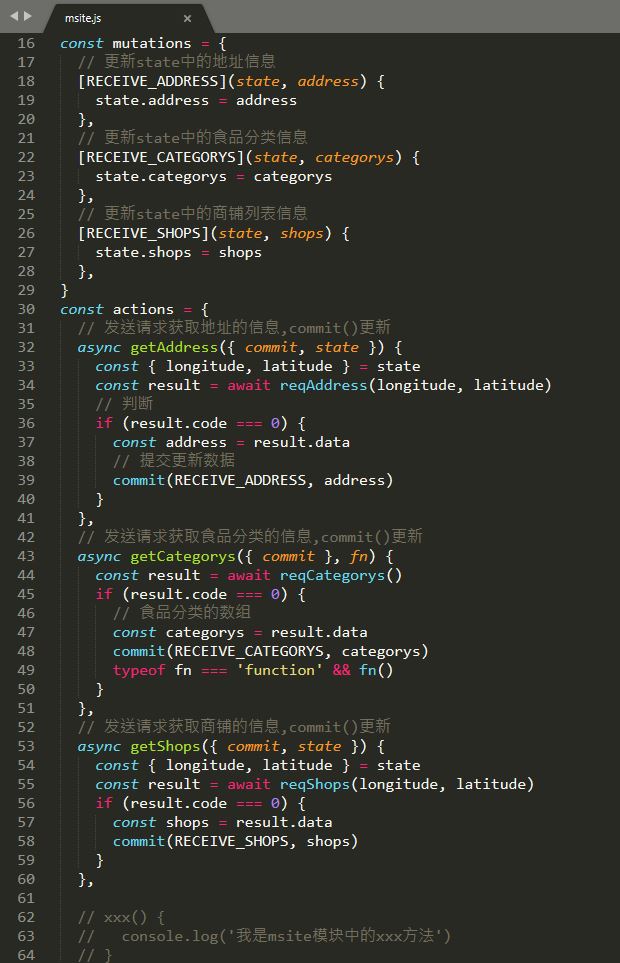 msite.js ×
16 const mutations = {
17   // 更新state中的地址信息
18   [RECEIVE_ADDRESS](state, address) {
19     state.address = address
20   },
21   // 更新state中的食品分类信息
22   [RECEIVE_CATEGORYS](state, categorys) {
23     state.categorys = categorys
24   },
25   // 更新state中的商铺列表信息
26   [RECEIVE_SHOPS](state, shops) {
27     state.shops = shops
28   },
29 }
30 const actions = {
31   // 发送请求获取地址的信息,commit()更新
32   async getAddress({ commit, state }) {
33     const { longitude, latitude } = state
34     const result = await reqAddress(longitude, latitude)
35     // 判断
36     if (result.code === 0) {
37       const address = result.data
38       // 提交更新数据
39       commit(RECEIVE_ADDRESS, address)
40     }
41   },
42   // 发送请求获取食品分类的信息,commit()更新
43   async getCategorys({ commit }, fn) {
44     const result = await reqCategorys()
45     if (result.code === 0) {
46       // 食品分类的数组
47       const categorys = result.data
48       commit(RECEIVE_CATEGORYS, categorys)
49       typeof fn === 'function' && fn()
50     }
51   },
52   // 发送请求获取商铺的信息,commit()更新
53   async getShops({ commit, state }) {
54     const { longitude, latitude } = state
55     const result = await reqShops(longitude, latitude)
56     if (result.code === 0) {
57       const shops = result.data
58       commit(RECEIVE_SHOPS, shops)
59     }
60   },
61
62   // xxx() {
63   //   console.log('我是msite模块中的xxx方法')
64   // }